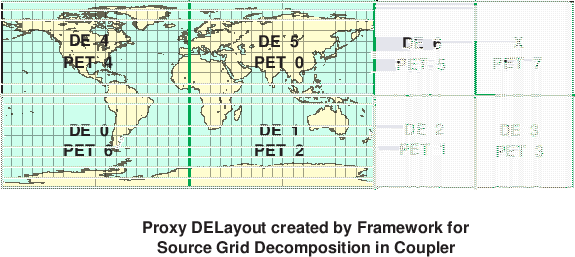 DE 4 DE 5 DE 6 X
PET 4 PET 0 PET 5 PET 7
DE 0 DE 1 DE 2 DE 3
PET 6 PET 2 PET 1 PET 3
Proxy DELayout created by Framework for
Source Grid Decomposition in Coupler